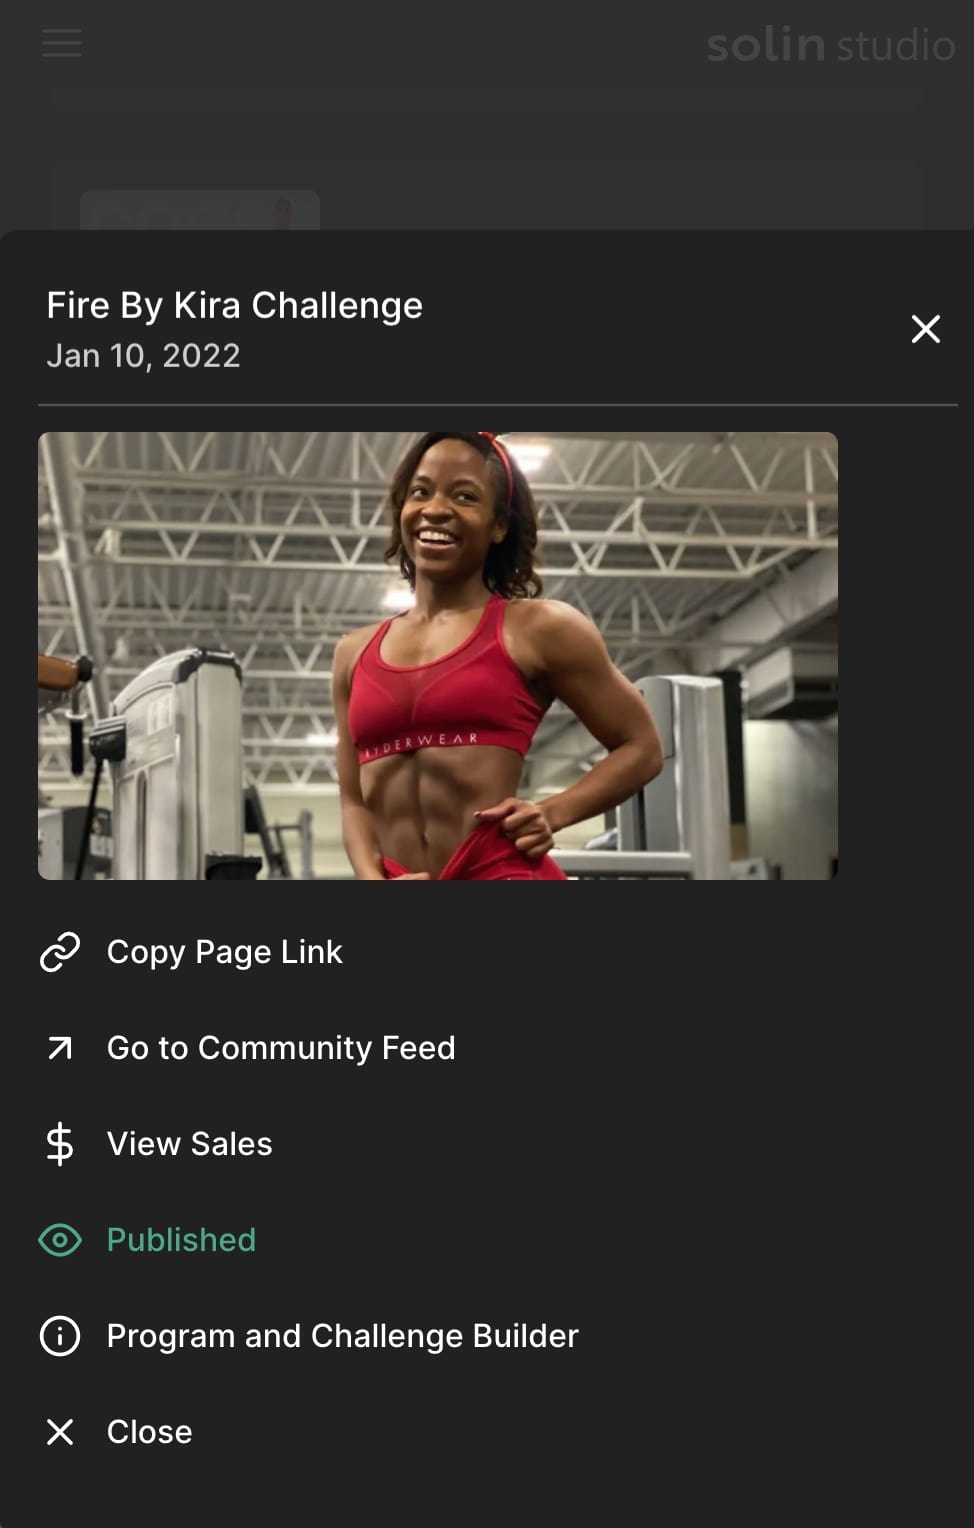 solin studio
Fire By Kira Challenge
Jan 10, 2022
RYDERWEAR
Copy Page Link
Go to Community Feed
View Sales
Published
Program and Challenge Builder
Close